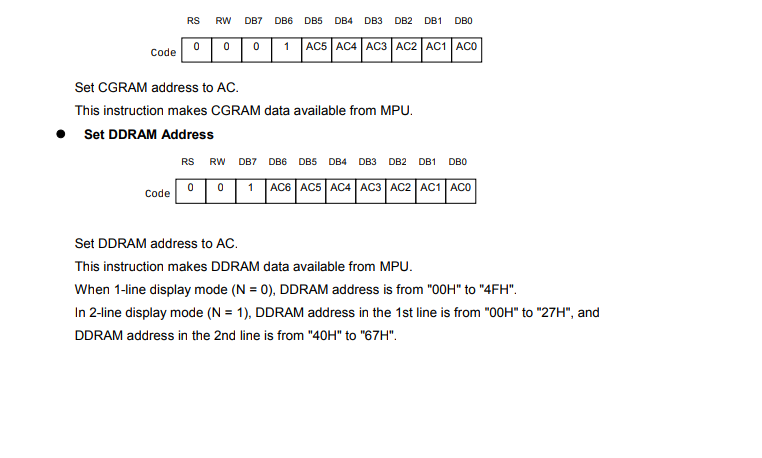 RS RW DB7 DB6 DB5 DB4 DB3 DB2 DB1 DB0
Code 0 0 0 1 AC5 AC4 AC3 AC2 AC1 AC0
Set CGRAM address to AC.
This instruction makes CGRAM data available from MPU.
● Set DDRAM Address
RS RW DB7 DB6 DB5 DB4 DB3 DB2 DB1 DB0
Code 0 0 1 AC6 AC5 AC4 AC3 AC2 AC1 AC0
Set DDRAM address to AC.
This instruction makes DDRAM data available from MPU.
When 1-line display mode (N = 0), DDRAM address is from "00H" to "4FH".
In 2-line display mode (N = 1), DDRAM address in the 1st line is from "00H" to "27H", and
DDRAM address in the 2nd line is from "40H" to "67H".